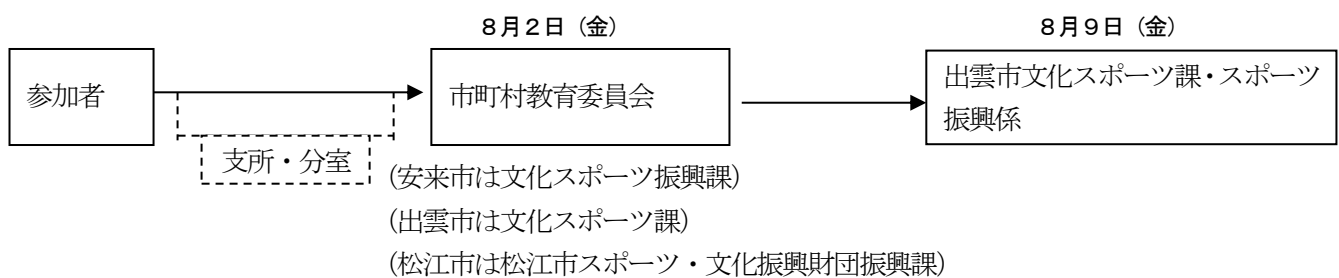 8月2日（金）
8月9日（金）
参加者
市町村教育委員会
出雲市文化スポーツ課・スポーツ
振興係
支所・分室
(安来市は文化スポーツ振興課)
(出雲市は文化スポーツ課)
(松江市は松江市スポーツ・文化振興財団振興課)